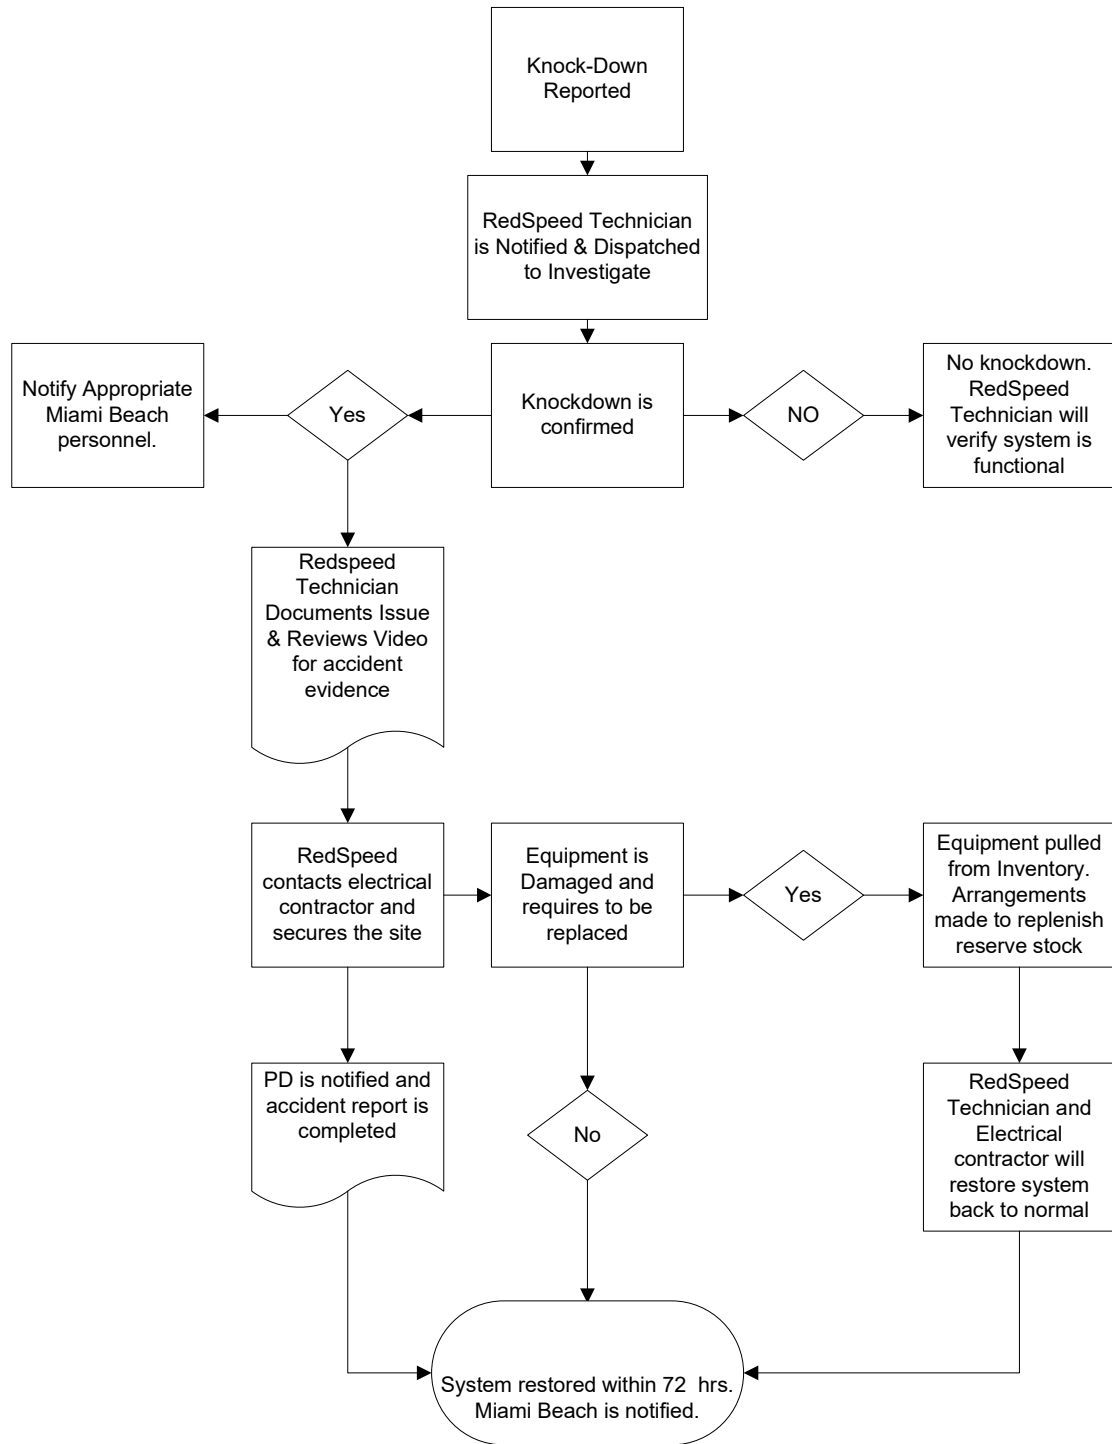 Knock-Down
Reported
RedSpeed Technician
is Notified & Dispatched
to Investigate
Notify Appropriate
Miami Beach
personnel.
Yes
Knockdown is
confirmed
NO
No knockdown.
RedSpeed
Technician will
verify system is
functional
Redspeed
Technician
Documents Issue
& Reviews Video
for accident
evidence
RedSpeed
contacts electrical
contractor and
secures the site
Equipment is
Damaged and
requires to be
replaced
Yes
Equipment pulled
from Inventory.
Arrangements
made to replenish
reserve stock
PD is notified and
accident report is
completed
No
RedSpeed
Technician and
Electrical
contractor will
restore system
back to normal
System restored within 72  hrs.
Miami Beach is notified.